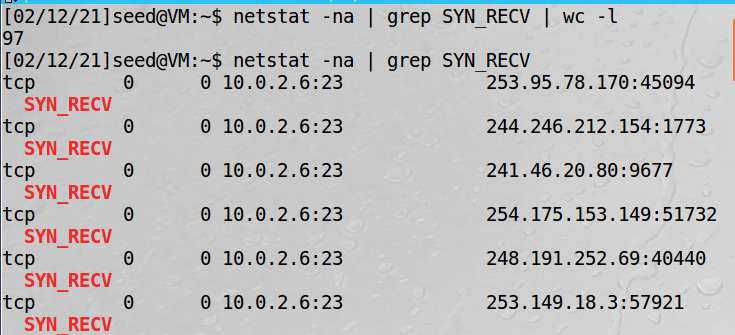 [02/12/21]seed@VM:~$ netstat -na | grep SYN_RECV | wc -l
97
[02/12/21]seed@VM:~$ netstat -na | grep SYN_RECV
tcp 0 0 10.0.2.6:23 253.95.78.170:45094
SYN_RECV
tcp 0 0 10.0.2.6:23 244.246.212.154:1773
SYN_RECV
tcp 0 0 10.0.2.6:23 241.46.20.80:9677
SYN_RECV
tcp 0 0 10.0.2.6:23 254.175.153.149:51732
SYN_RECV
tcp 0 0 10.0.2.6:23 248.191.252.69:40440
SYN_RECV
tcp 0 0 10.0.2.6:23 253.149.18.3:57921
SYN_RECV